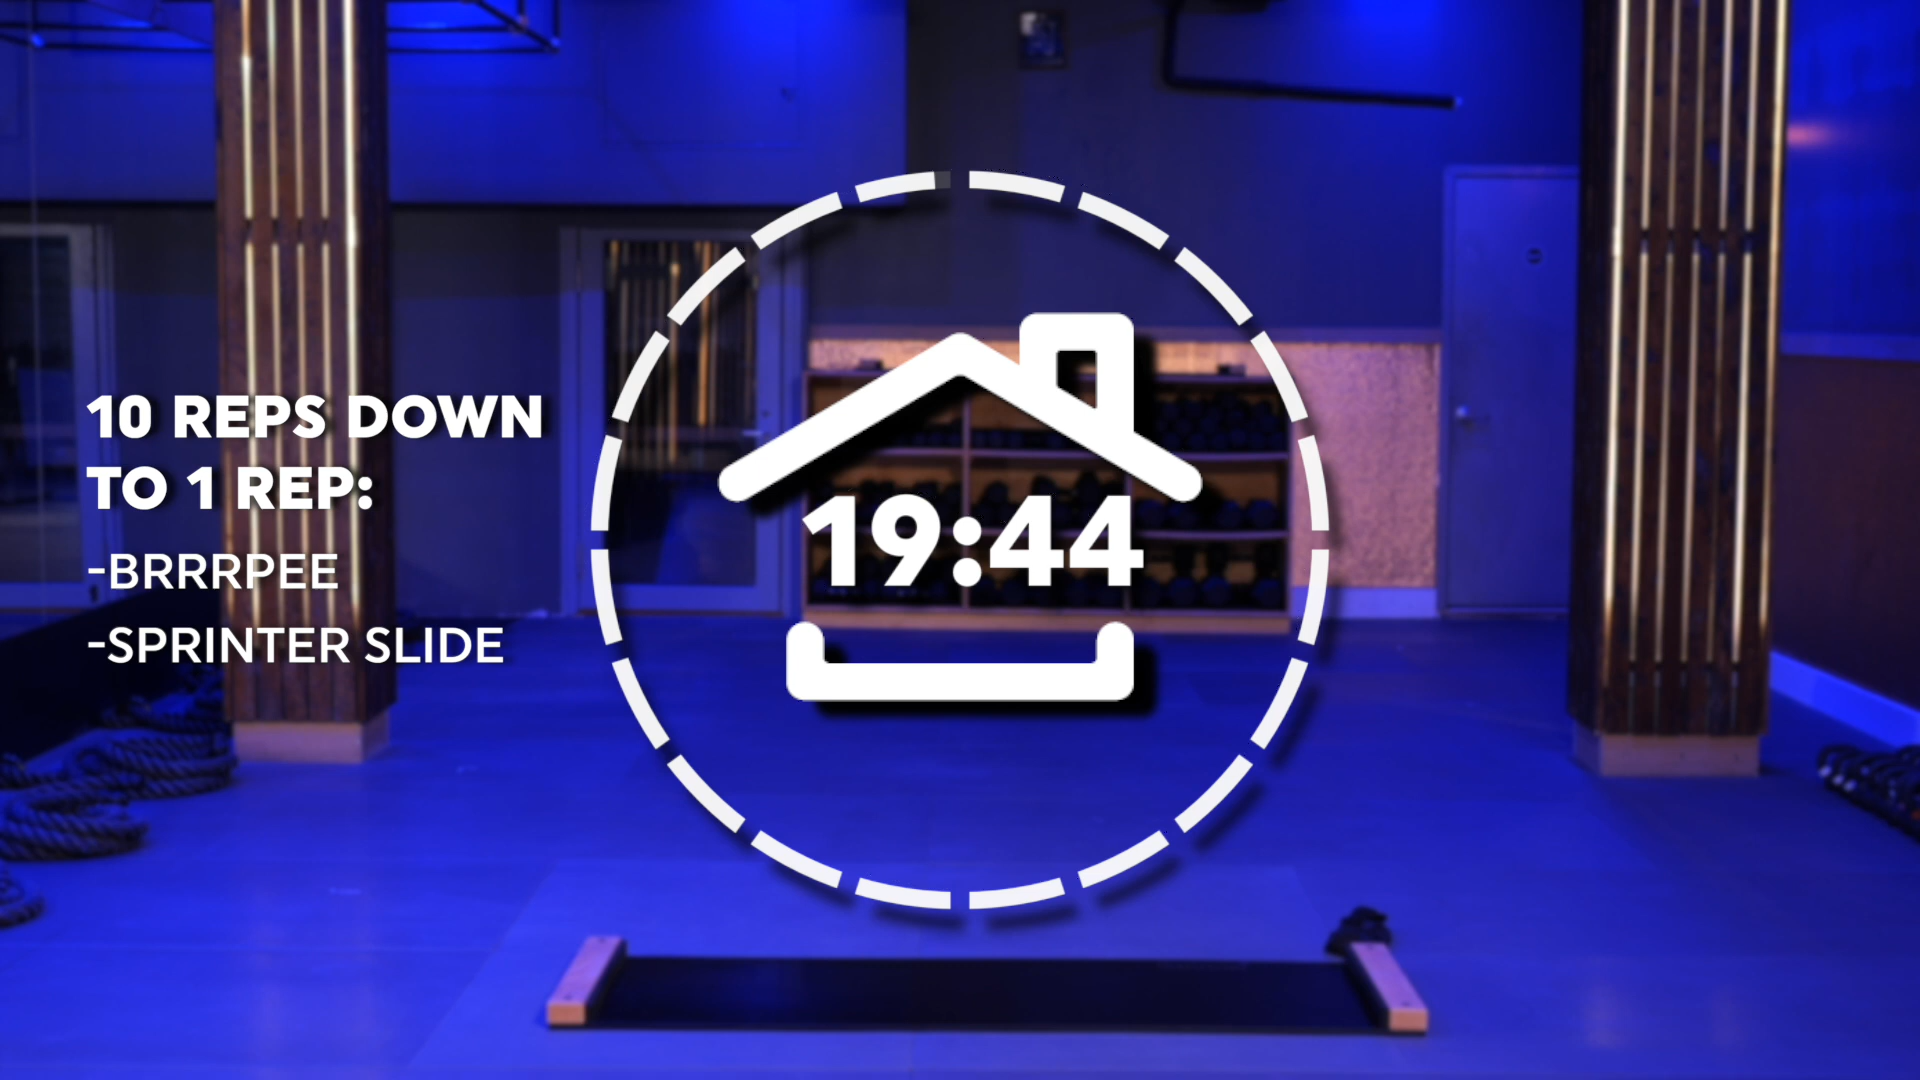 10 REPS DOWN
TO 1 REP:
-BRRRPEE
-SPRINTER SLIDE
19:44